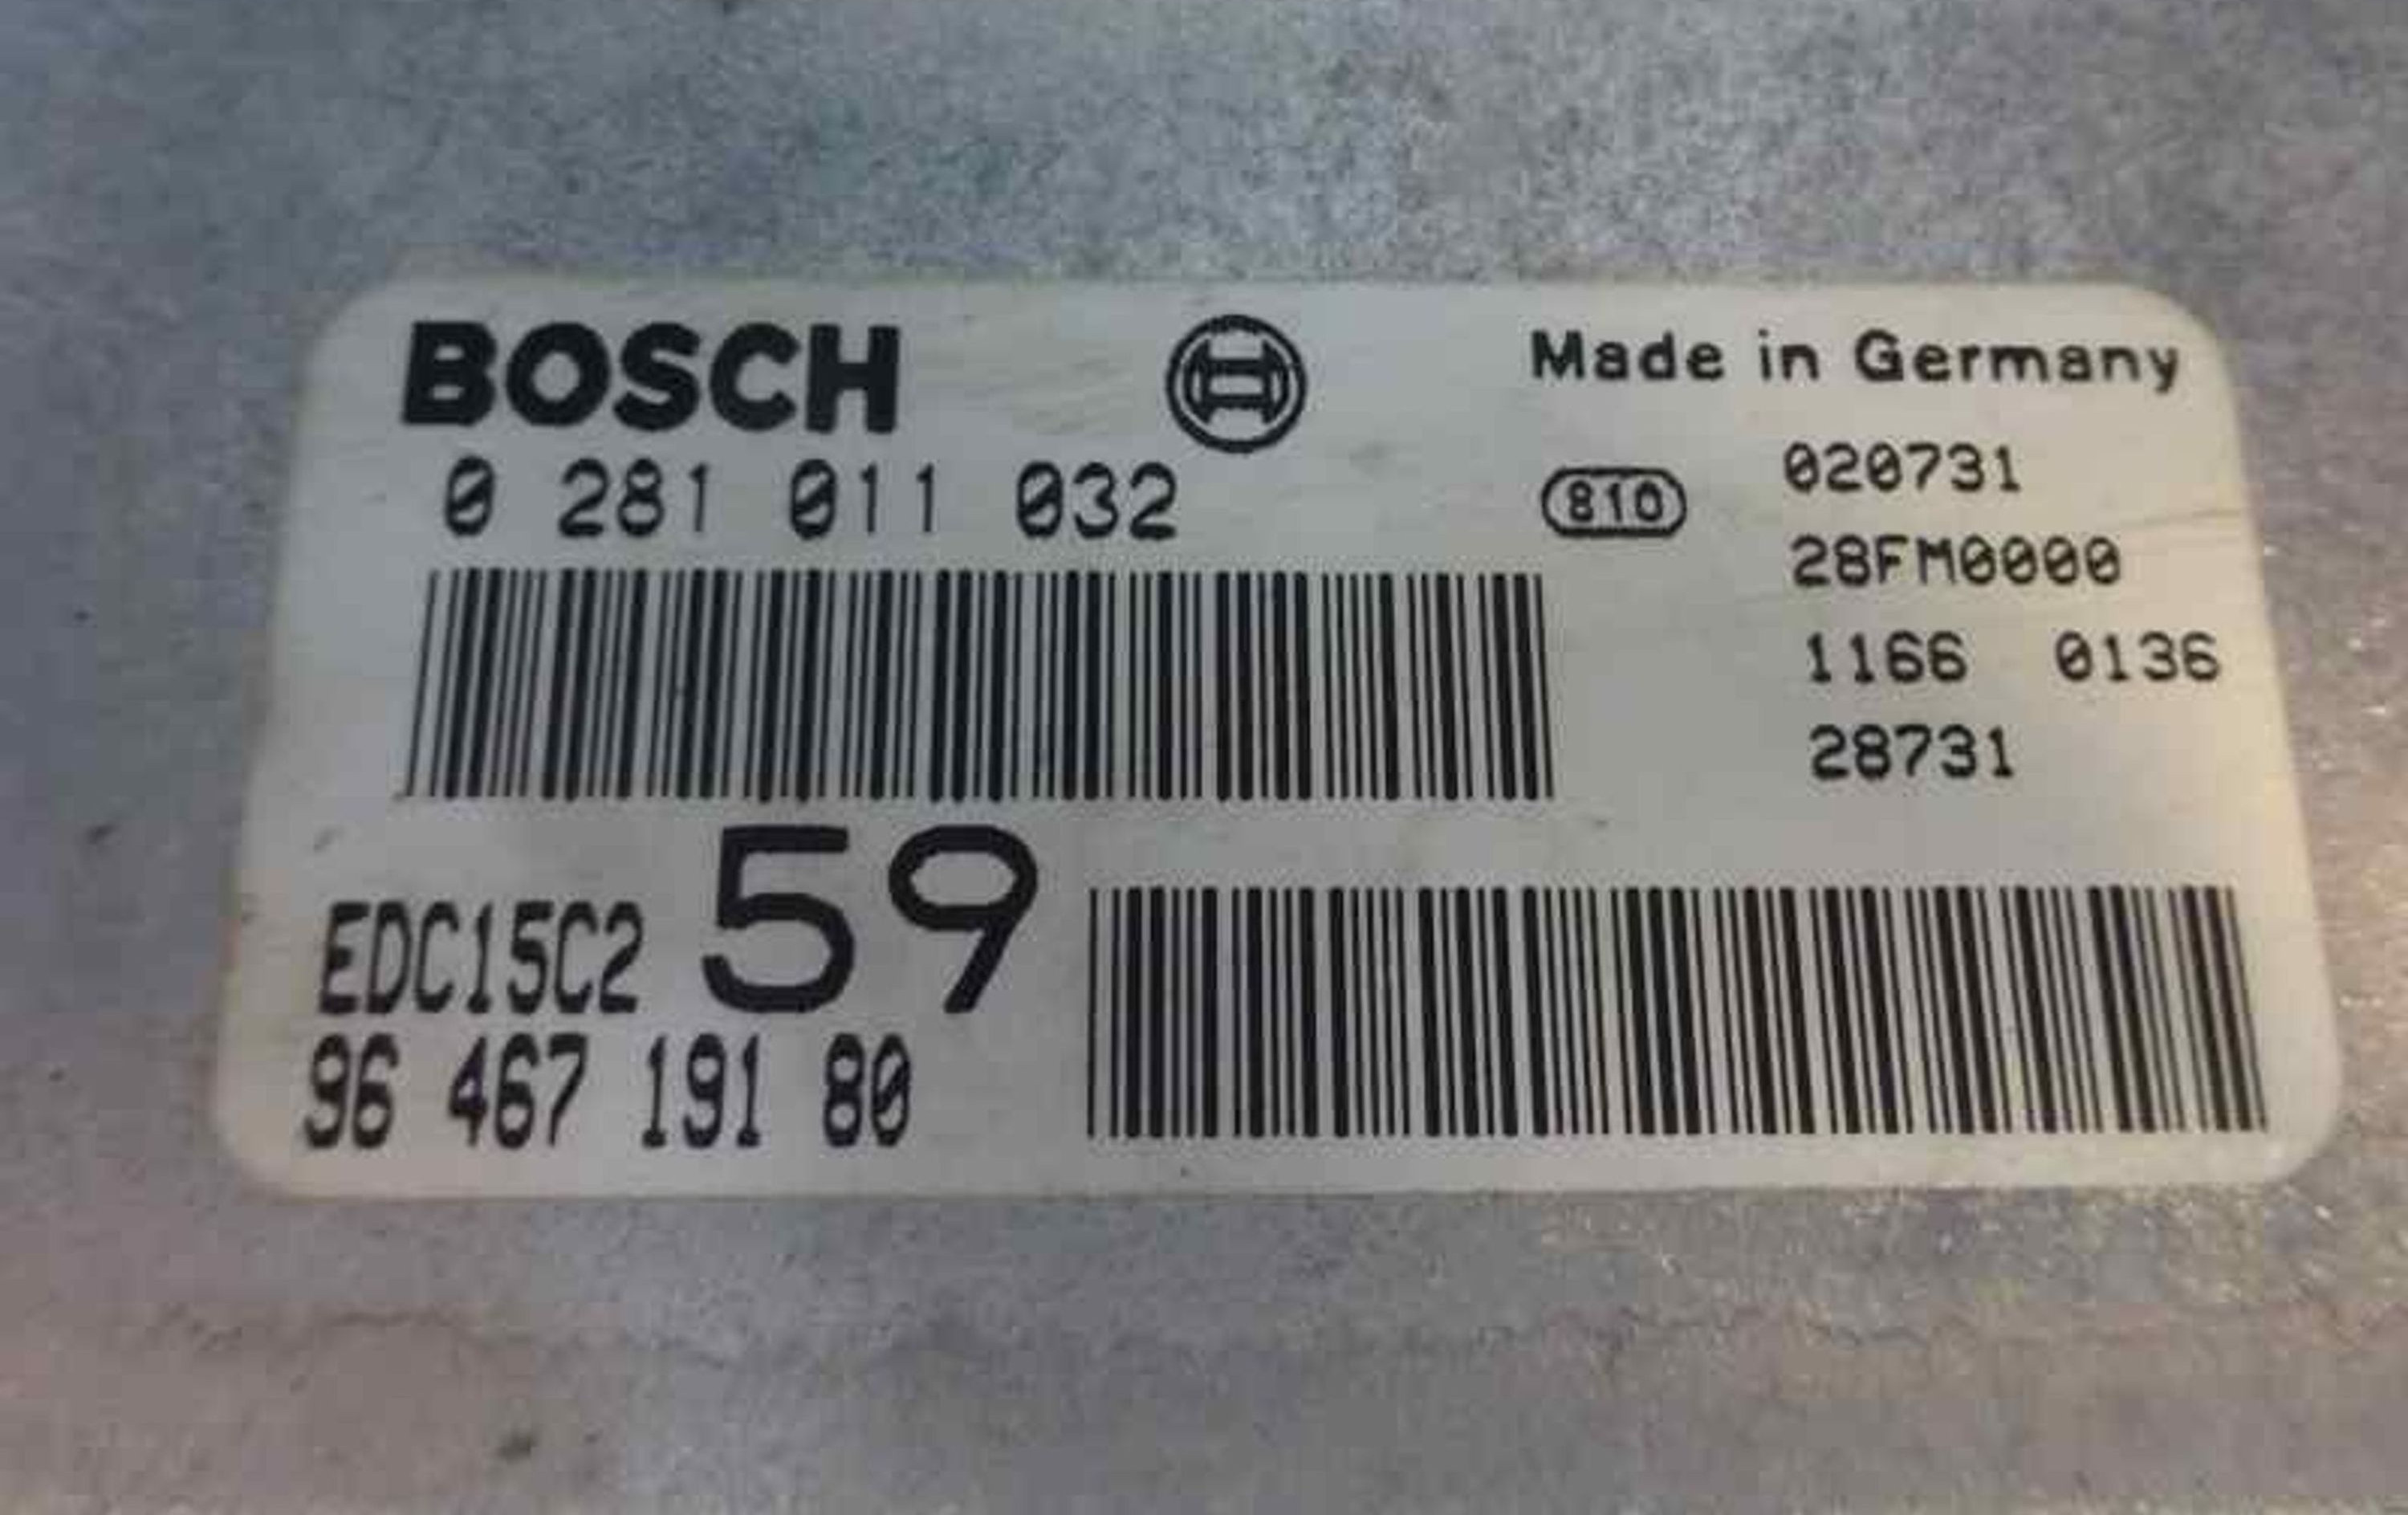 BOSCH
Made in Germany
0 281 011 032
810
020731
28FM0000
1166 0136
28731
EDC15C2 59
96 467 191 80